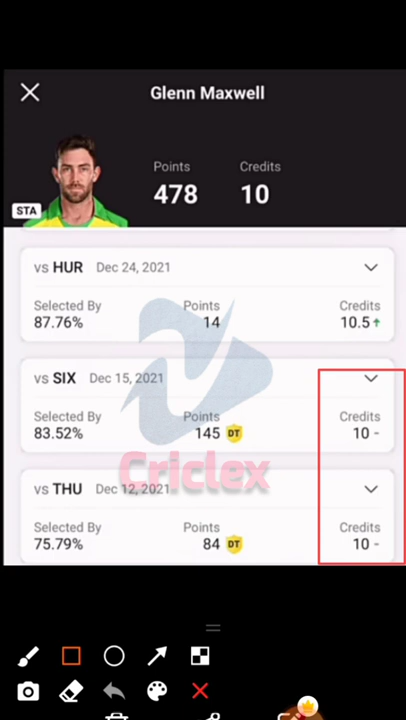 Glenn Maxwell
Points Credits
478 10
STA
vs HUR Dec 24, 2021
Selected By Points Credits
87.76% 14 10.5
vs SIX Dec 15, 2021
Selected By Points Credits
83.52% 145 DT 10 -
Criclex
vs THU Dec 12, 2021
Selected By Points Credits
75.79% 84 DT 10 -